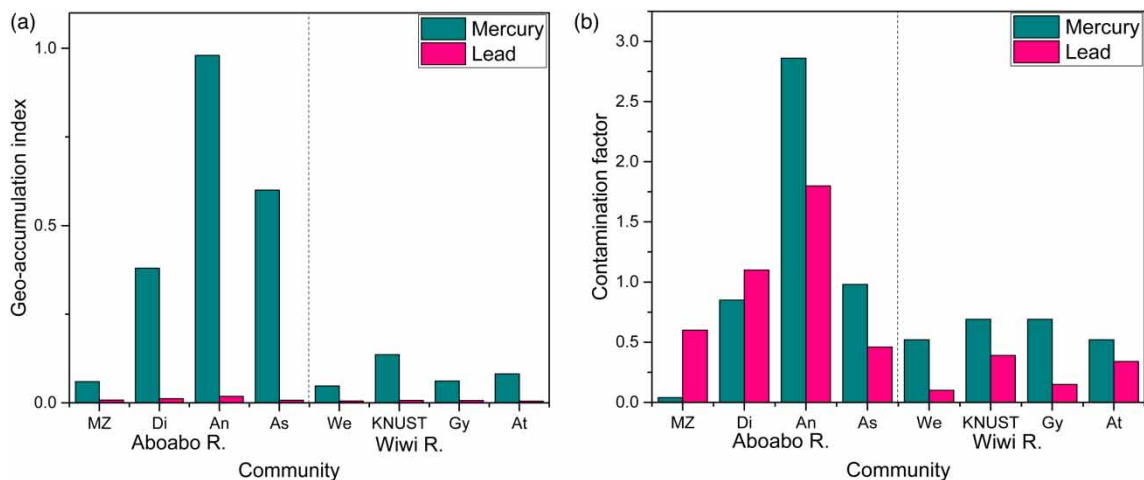 (a)
Mercury
Lead
1.0
0.5
0.0
Geo-accumulation index
MZ Di An As We KNUST Gy At
Aboabo R. Wiwi R.
Community
(b)
Mercury
Lead
3.0
2.5
2.0
1.5
1.0
0.5
0.0
Contamination factor
MZ Di An As We KNUST Gy At
Aboabo R. Wiwi R.
Community